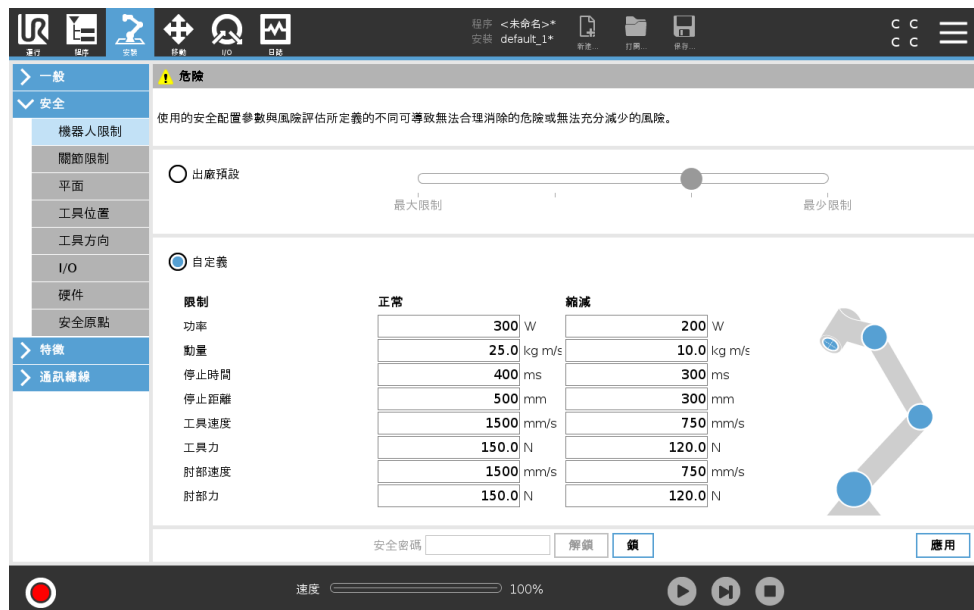 UR
程序 <未命名>*
安装 default_1*
運行 程序 安裝 移動 I/O 日誌 新建... 打開... 保存...
C C
C C
一般
安全
機器人限制
關節限制
平面
工具位置
工具方向
I/O
硬件
安全原點
特徵
通訊總線
危險
使用的安全配置參數與風險評估所定義的不同可導致無法合理消除的危險或無法充分減少的風險。
出廠預設
最大限制 最少限制
自定義
限制 正常 縮減
功率 300 W 200 W
動量 25.0 kg m/s 10.0 kg m/s
停止時間 400 ms 300 ms
停止距離 500 mm 300 mm
工具速度 1500 mm/s 750 mm/s
工具力 150.0 N 120.0 N
肘部速度 1500 mm/s 750 mm/s
肘部力 150.0 N 120.0 N
安全密碼 解鎖 鎖 應用
速度 100%